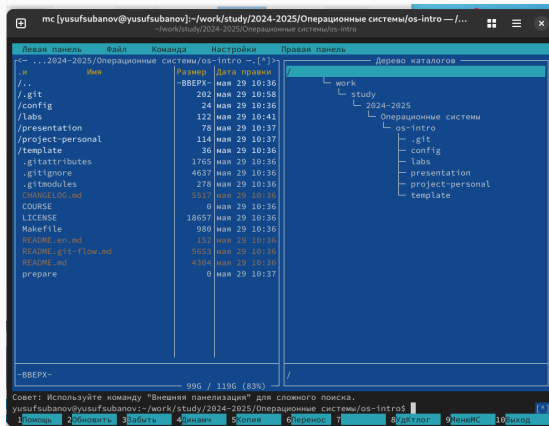 mc [yusufsubanov@yusufsubanov]:~/work/study/2024-2025/Операционные системы/os-intro — /...
~/work/study/2024-2025/Операционные системы/os-intro
Левая панель Файл Команда Настройки Правая панель
<— ...2024-2025/Операционные системы/os-intro —.[^]>
Дерево каталогов
.и Имя Размер Дата правки
/.. -ВВЕРХ- мая 29 10:36
/.git 202 мая 29 10:58
/config 24 мая 29 10:36
/labs 122 мая 29 10:41
/presentation 78 мая 29 10:37
/project-personal 114 мая 29 10:37
/template 36 мая 29 10:36
.gitattributes 1765 мая 29 10:36
.gitignore 4637 мая 29 10:36
.gitmodules 278 мая 29 10:36
CHANGELOG.md 5517 мая 29 10:36
COURSE 0 мая 29 10:36
LICENSE 18657 мая 29 10:36
Makefile 980 мая 29 10:36
README.en.md 152 мая 29 10:36
README.git-flow.md 5653 мая 29 10:36
README.md 4304 мая 29 10:36
prepare 0 мая 29 10:37
-ВВЕРХ-
99G / 119G (83%)
/
work
study
2024-2025
Операционные системы
os-intro
.git
config
labs
presentation
project-personal
template
/
Совет: Используйте команду "Внешняя панелизация" для сложного поиска.
yusufsubanov@yusufsubanov:~/work/study/2024-2025/Операционные системы/os-intro$ [^]
1Помощь 2Обновить 3Забыть 4Динамч 5Копия 6Перенос 7 8УдКтлог 9МенюМС 10Выход